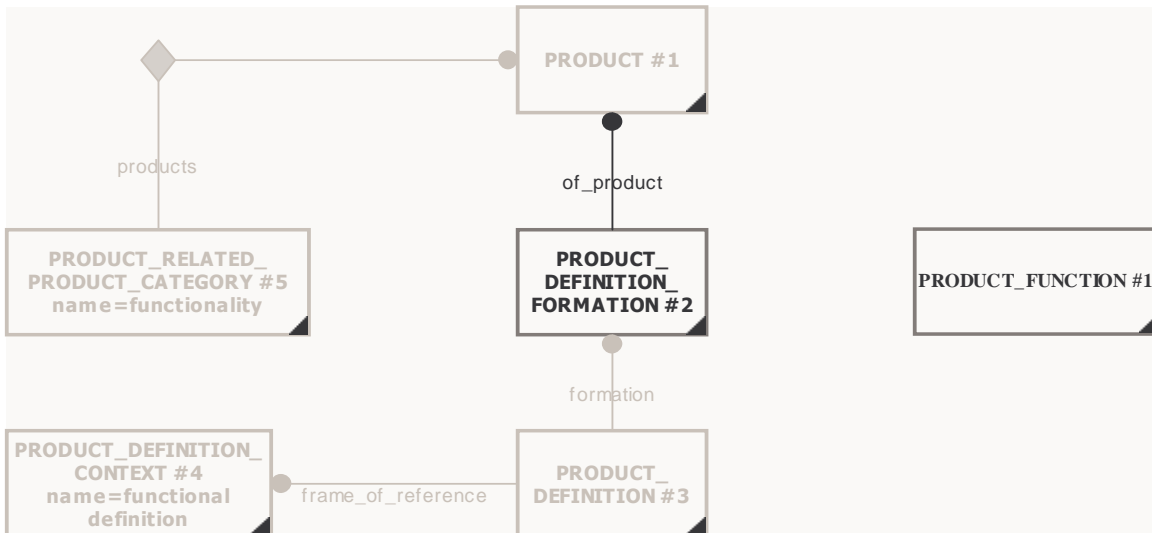 PRODUCT #1
products
of_product
PRODUCT_RELATED_
PRODUCT_CATEGORY #5
name=functionality
PRODUCT_
DEFINITION_
FORMATION #2
PRODUCT_FUNCTION #1
formation
PRODUCT_DEFINITION_
CONTEXT #4
name=functional
definition
frame_of_reference
PRODUCT_
DEFINITION #3